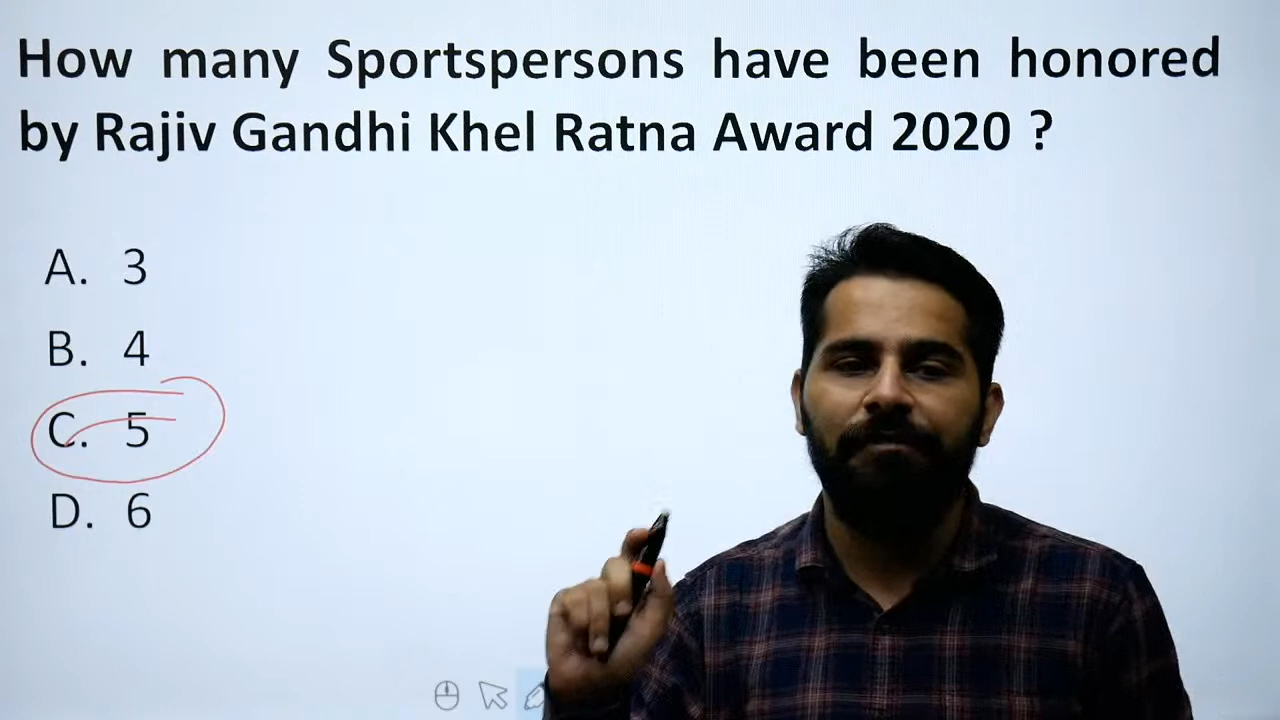 How many Sportspersons have been honored
by Rajiv Gandhi Khel Ratna Award 2020 ?
A. 3
B. 4
C. 5
D. 6